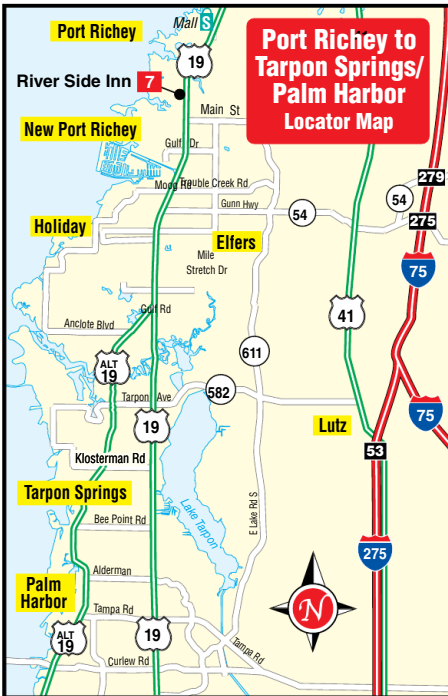 Port Richey
Mall S
19
Port Richey to
Tarpon Springs/
Palm Harbor
Locator Map
River Side Inn 7
Main St
New Port Richey
Gulf Dr
Moog Rd
Trouble Creek Rd
Gunn Hwy
54
54
279
275
Holiday
Elfers
Mile
Stretch Dr
75
Gulf Rd
Anclote Blvd
41
611
ALT
19
582
Tarpon Ave
19
75
Lutz
53
Klosterman Rd
Tarpon Springs
Lake Tarpon
E Lake Rd S
Bee Point Rd
275
Alderman
Palm
Harbor
Tampa Rd
N
ALT
19
19
Tampa Rd
Curlew Rd